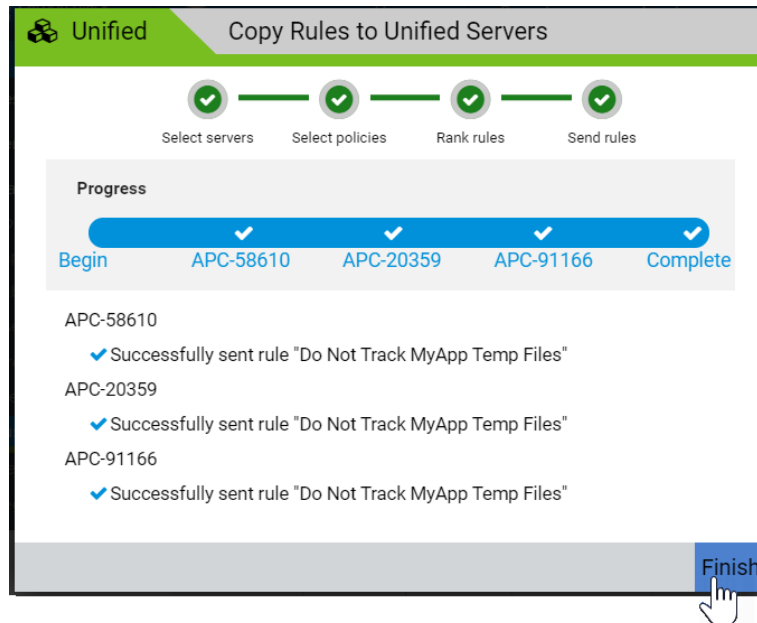 Unified Copy Rules to Unified Servers
Select servers Select policies Rank rules Send rules
Progress
Begin APC-58610 APC-20359 APC-91166 Complete
APC-58610
Successfully sent rule "Do Not Track MyApp Temp Files"
APC-20359
Successfully sent rule "Do Not Track MyApp Temp Files"
APC-91166
Successfully sent rule "Do Not Track MyApp Temp Files"
Finish